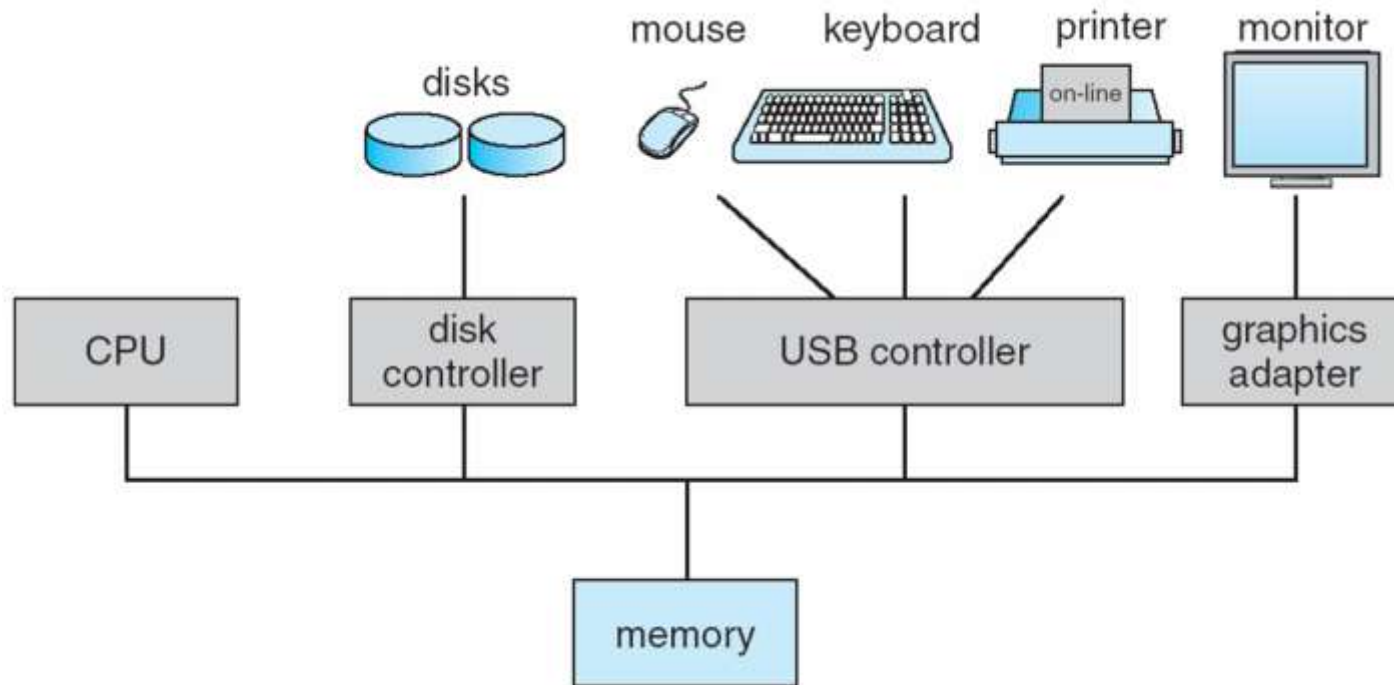 mouse
keyboard
printer
monitor
disks
on-line
CPU
disk
controller
USB controller
graphics
adapter
memory